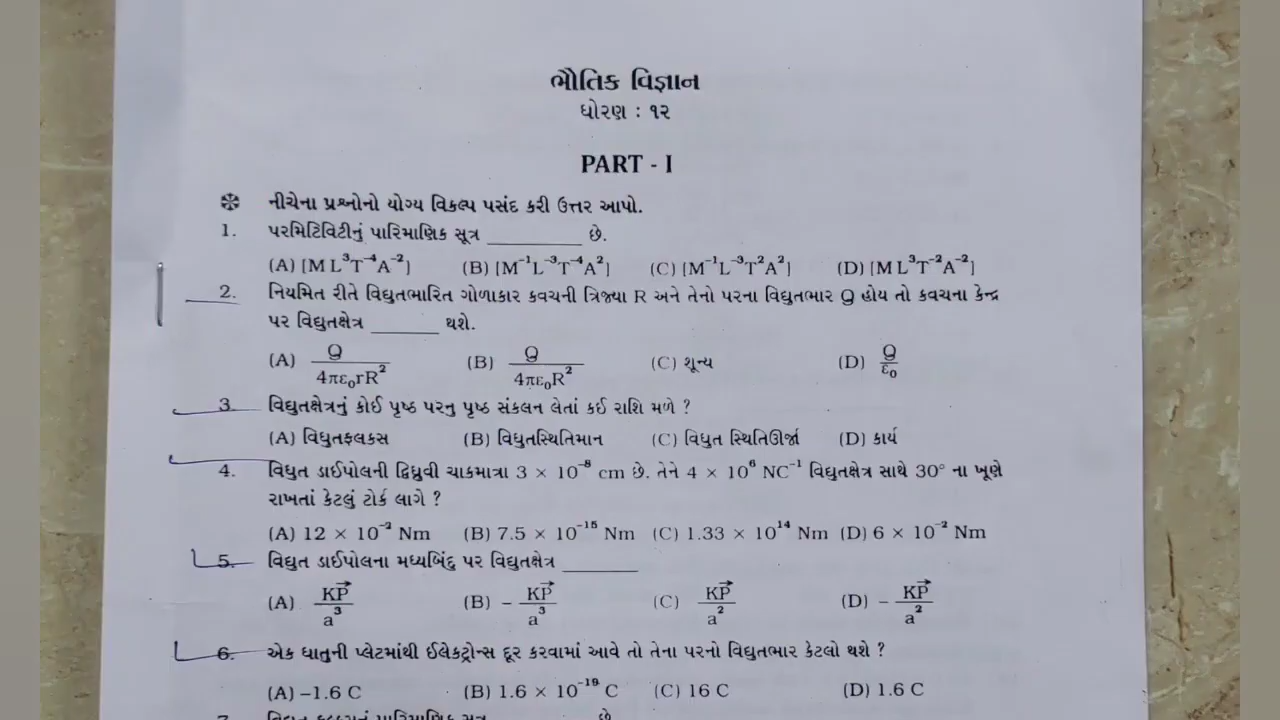 ભૌતિક વિજ્ઞાન
ધોરણ : ૧૨
PART - I
નીચેના પ્રશ્નોનો યોગ્ય વિકલ્પ પસંદ કરી ઉત્તર આપો.
1. પરમિટિવિટીનું પારિમાણિક સૂત્ર __________ છે.
(A) [M L³T⁻⁴A⁻²] (B) [M⁻¹L⁻³T⁻⁴A²] (C) [M⁻¹L⁻³T²A²] (D) [M L³T⁻²A⁻²]
2. નિયમિત રીતે વિદ્યુતભારિત ગોળાકાર કવચની ત્રિજ્યા R અને તેનો પરના વિદ્યુતભાર Q હોય તો કવચના કેન્દ્ર
પર વિદ્યુતક્ષેત્ર _______ થશે.
(A) Q/4πε₀rR² (B) Q/4πε₀R² (C) શૂન્ય (D) Q/ε₀
3. વિદ્યુતક્ષેત્રનું કોઈ પૃષ્ઠ પરનુ પૃષ્ઠ સંકલન લેતાં કઈ રાશિ મળે ?
(A) વિદ્યુતફલકસ (B) વિદ્યુતસ્થિતિમાન (C) વિદ્યુત સ્થિતિઊર્જા (D) કાર્ય
4. વિદ્યુત ડાઈપોલની દ્વિધ્રુવી ચાકમાત્રા 3 × 10⁻⁸ cm છે. તેને 4 × 10⁶ NC⁻¹ વિદ્યુતક્ષેત્ર સાથે 30° ના ખૂણે
રાખતાં કેટલું ટોર્ક લાગે ?
(A) 12 × 10⁻² Nm (B) 7.5 × 10⁻¹⁵ Nm (C) 1.33 × 10¹⁴ Nm (D) 6 × 10⁻² Nm
5. વિદ્યુત ડાઈપોલના મધ્યબિંદુ પર વિદ્યુતક્ષેત્ર ________
(A) KP⃗/a³ (B) - KP⃗/a³ (C) KP⃗/a² (D) - KP⃗/a²
6. એક ધાતુની પ્લેટમાંથી ઈલેકટ્રોન્સ દૂર કરવામાં આવે તો તેના પરનો વિદ્યુતભાર કેટલો થશે ?
(A) –1.6 C (B) 1.6 × 10⁻¹⁹ C (C) 16 C (D) 1.6 C